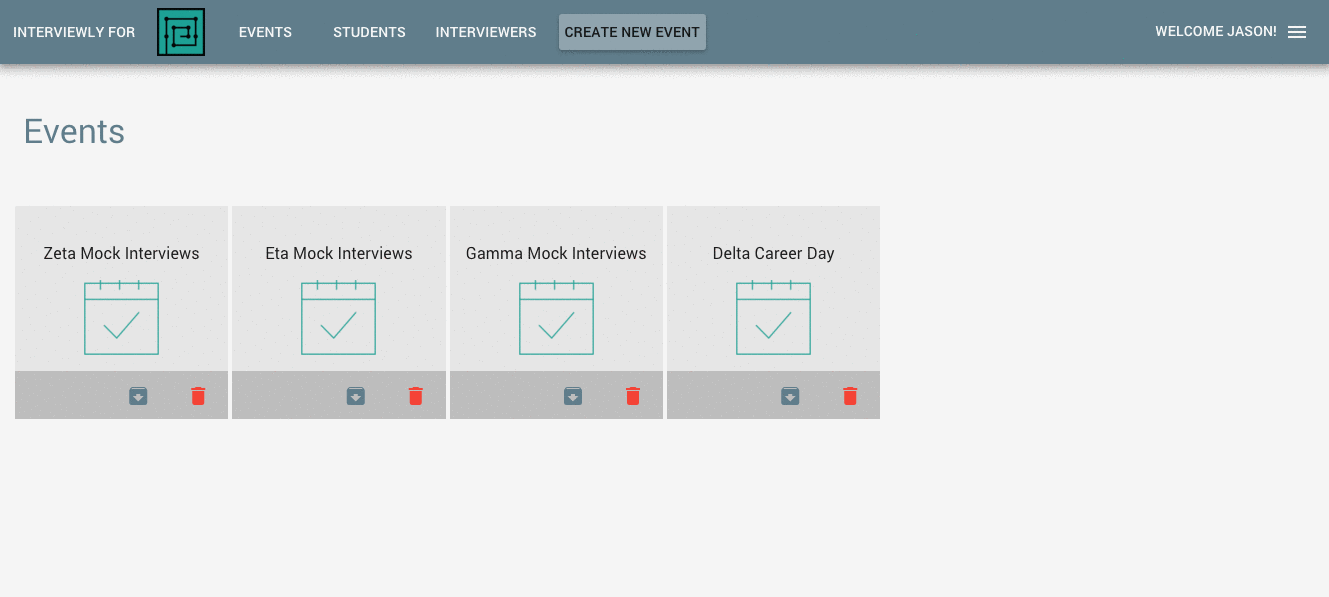 INTERVIEWLY FOR EVENTS STUDENTS INTERVIEWERS CREATE NEW EVENT WELCOME JASON!
Events
Zeta Mock Interviews Eta Mock Interviews Gamma Mock Interviews Delta Career Day